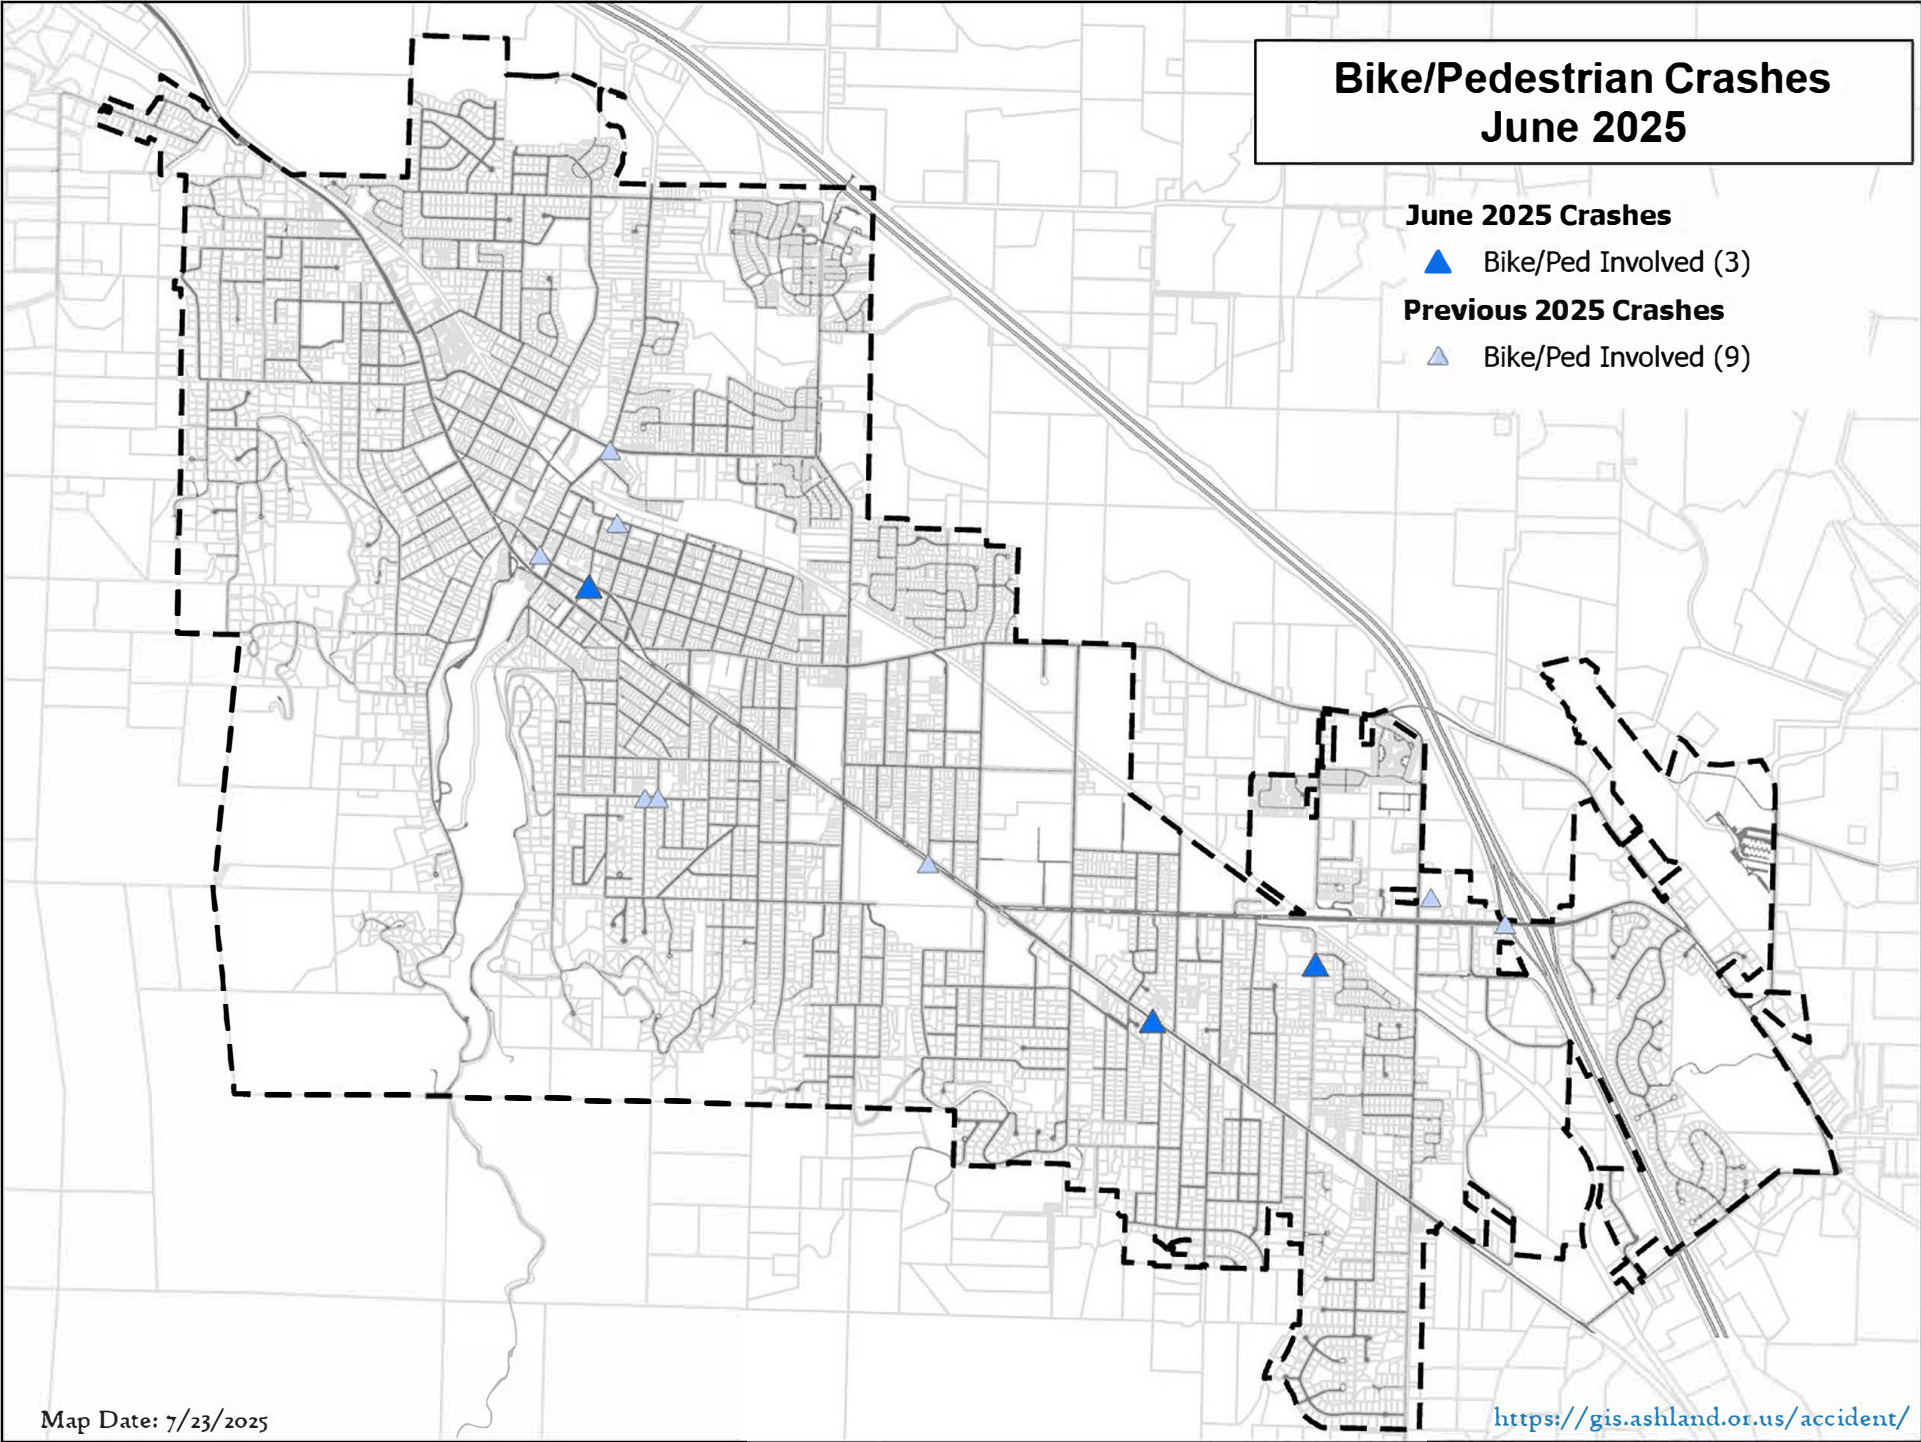 Bike/Pedestrian Crashes
June 2025
June 2025 Crashes
Bike/Ped Involved (3)
Previous 2025 Crashes
Bike/Ped Involved (9)
Map Date: 7/23/2025
https://gis.ashland.or.us/accident/